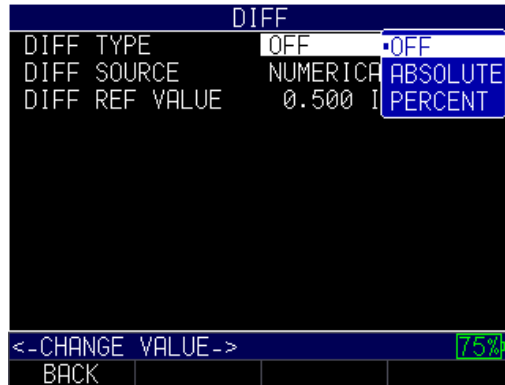 DIFF
DIFF TYPE OFF ▪OFF
DIFF SOURCE NUMERICA ABSOLUTE
DIFF REF VALUE 0.500 I PERCENT
<-CHANGE VALUE-> 75%
BACK